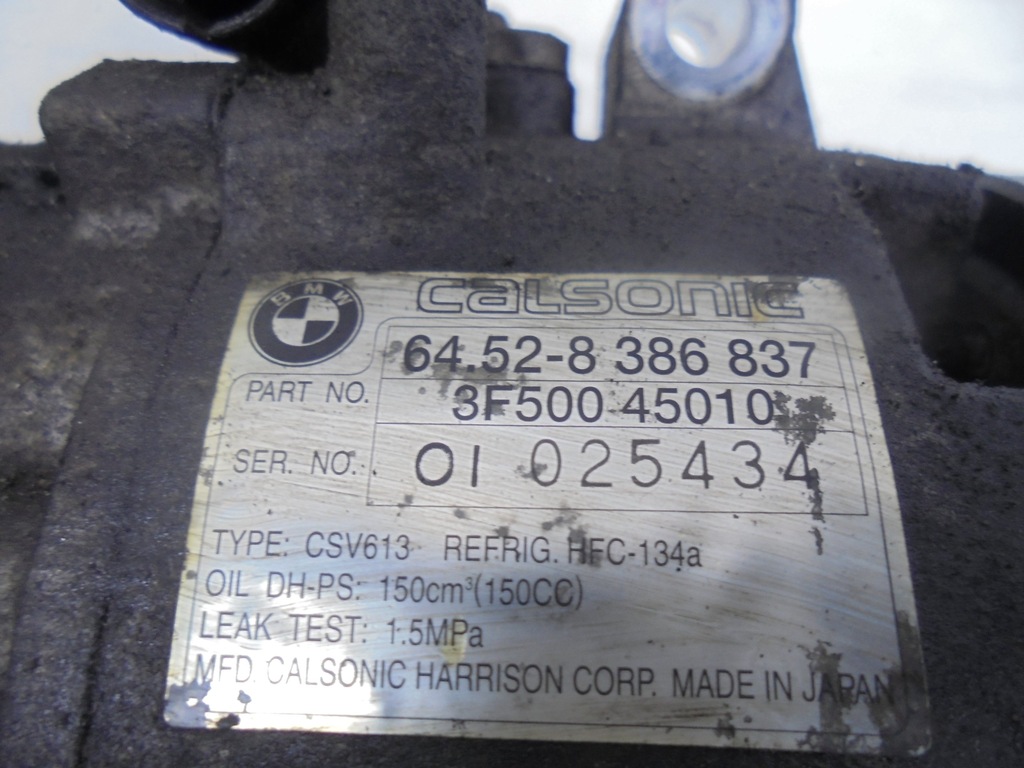 BMW CALSONIC
64.52-8 386 837
PART NO. 3F500 45010
SER. NO. OI 025434
TYPE: CSV613 REFRIG. HFC-134a
OIL DH-PS: 150cm³(150CC)
LEAK TEST: 1.5MPa
MFD. CALSONIC HARRISON CORP. MADE IN JAPAN